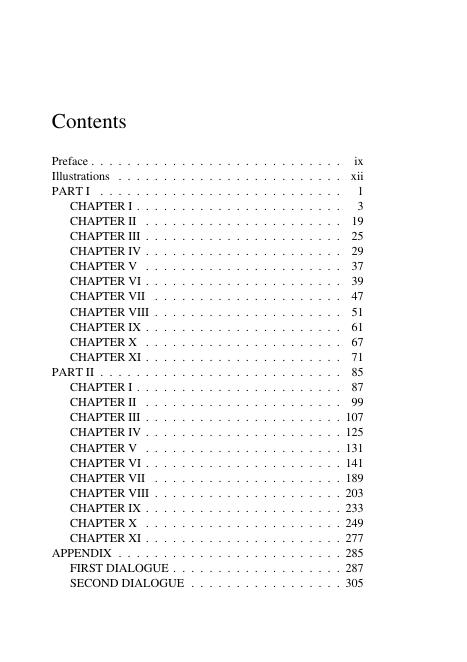 Contents
Preface . . . . . . . . . . . . . . . . . . . . . . . . . . . . ix
Illustrations . . . . . . . . . . . . . . . . . . . . . . . . . . xii
PART I . . . . . . . . . . . . . . . . . . . . . . . . . . . . 1
CHAPTER I . . . . . . . . . . . . . . . . . . . . . . . 3
CHAPTER II . . . . . . . . . . . . . . . . . . . . . . 19
CHAPTER III . . . . . . . . . . . . . . . . . . . . . . 25
CHAPTER IV . . . . . . . . . . . . . . . . . . . . . . 29
CHAPTER V . . . . . . . . . . . . . . . . . . . . . . 37
CHAPTER VI . . . . . . . . . . . . . . . . . . . . . . 39
CHAPTER VII . . . . . . . . . . . . . . . . . . . . . 47
CHAPTER VIII . . . . . . . . . . . . . . . . . . . . . 51
CHAPTER IX . . . . . . . . . . . . . . . . . . . . . . 61
CHAPTER X . . . . . . . . . . . . . . . . . . . . . . 67
CHAPTER XI . . . . . . . . . . . . . . . . . . . . . . 71
PART II . . . . . . . . . . . . . . . . . . . . . . . . . . . 85
CHAPTER I . . . . . . . . . . . . . . . . . . . . . . . 87
CHAPTER II . . . . . . . . . . . . . . . . . . . . . . 99
CHAPTER III . . . . . . . . . . . . . . . . . . . . . . 107
CHAPTER IV . . . . . . . . . . . . . . . . . . . . . . 125
CHAPTER V . . . . . . . . . . . . . . . . . . . . . . 131
CHAPTER VI . . . . . . . . . . . . . . . . . . . . . . 141
CHAPTER VII . . . . . . . . . . . . . . . . . . . . . 189
CHAPTER VIII . . . . . . . . . . . . . . . . . . . . . 203
CHAPTER IX . . . . . . . . . . . . . . . . . . . . . . 233
CHAPTER X . . . . . . . . . . . . . . . . . . . . . . 249
CHAPTER XI . . . . . . . . . . . . . . . . . . . . . . 277
APPENDIX . . . . . . . . . . . . . . . . . . . . . . . . . 285
FIRST DIALOGUE . . . . . . . . . . . . . . . . . . . 287
SECOND DIALOGUE . . . . . . . . . . . . . . . . . 305